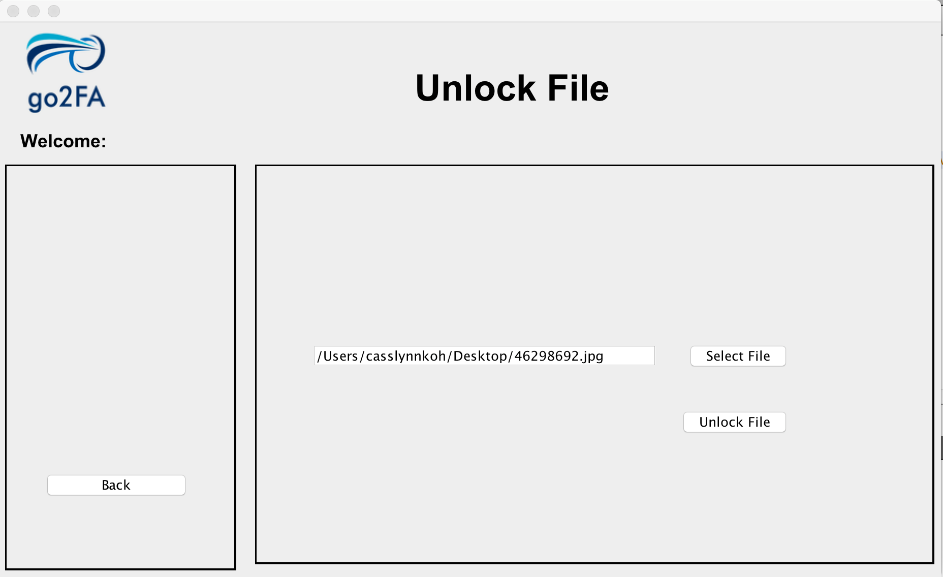 go2FA
Unlock File
Welcome:
/Users/casslynnkoh/Desktop/46298692.jpg
Select File
Unlock File
Back